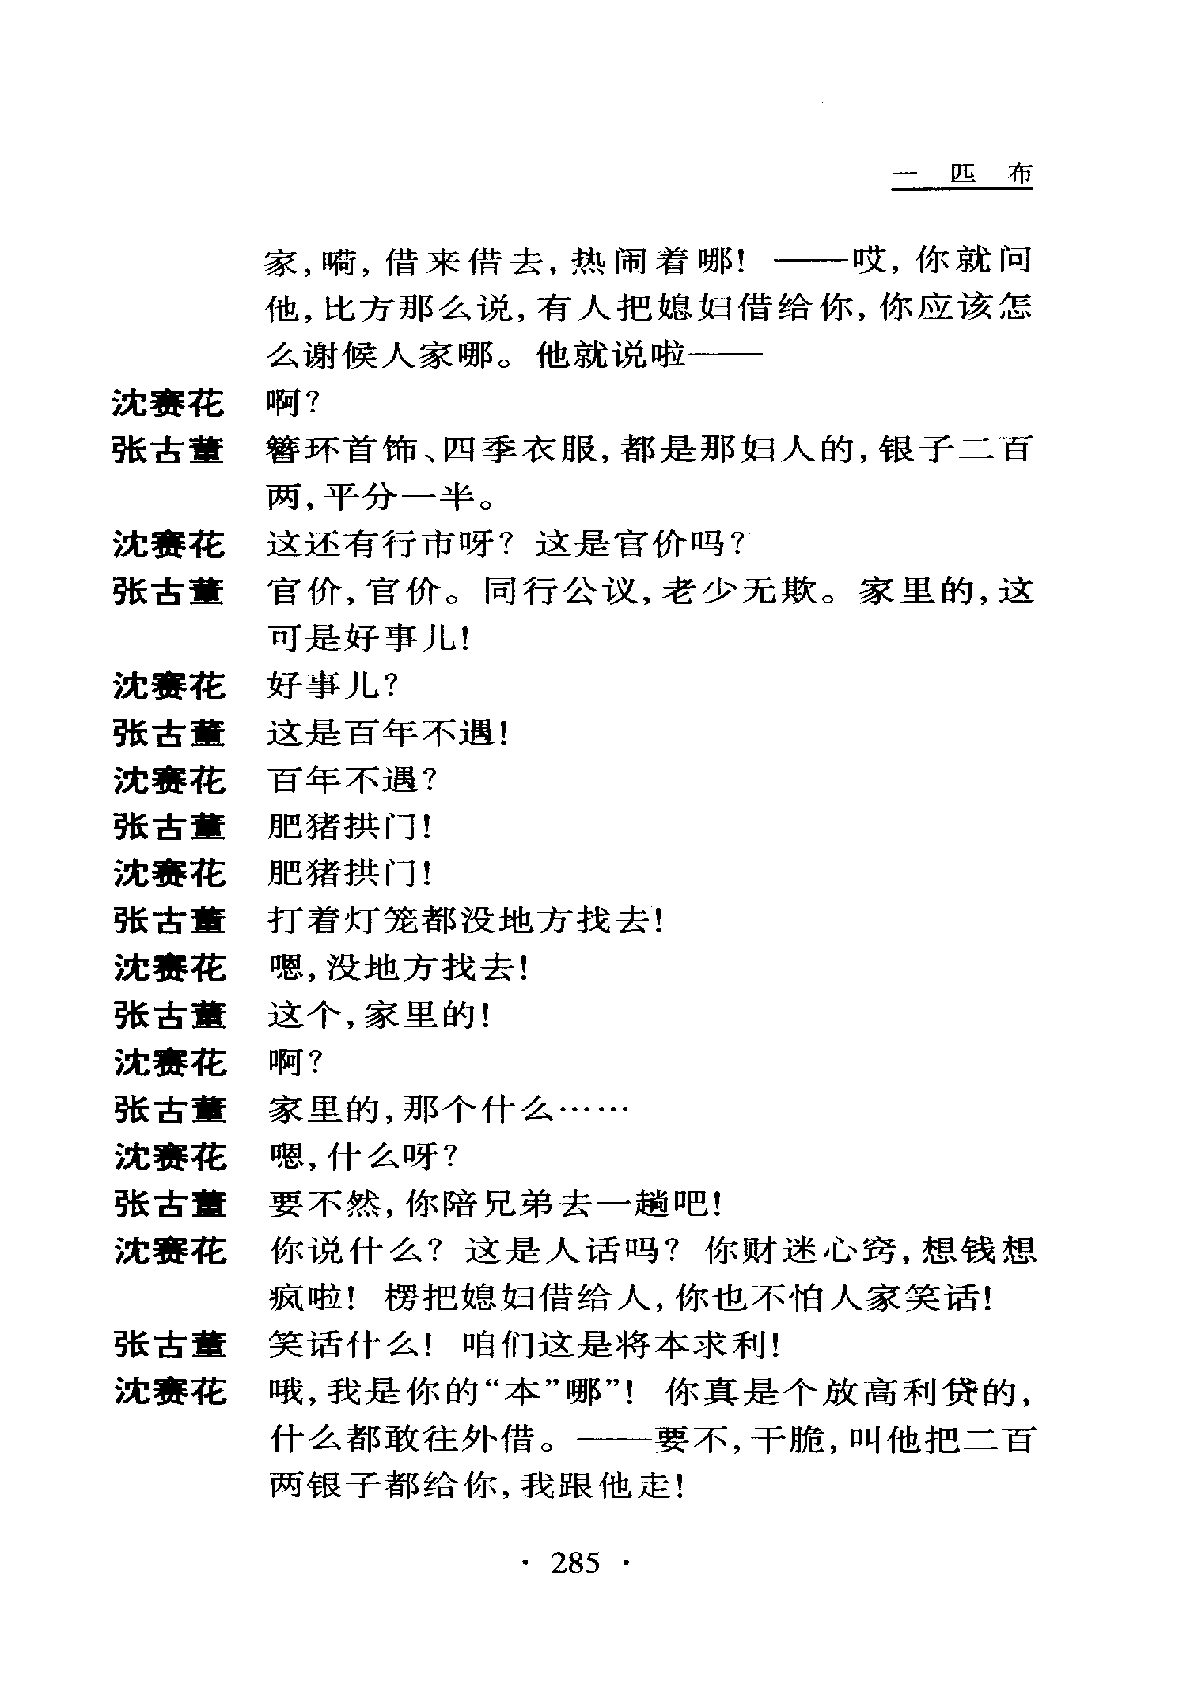 一 匹 布
家,嗬,借来借去,热闹着哪! ——哎,你就问
他,比方那么说,有人把媳妇借给你,你应该怎
么谢候人家哪。他就说啦——
沈赛花 啊?
张古董 簪环首饰、四季衣服,都是那妇人的,银子二百
两,平分一半。
沈赛花 这还有行市呀? 这是官价吗?
张古董 官价,官价。同行公议,老少无欺。家里的,这
可是好事儿!
沈赛花 好事儿?
张古董 这是百年不遇!
沈赛花 百年不遇?
张古董 肥猪拱门!
沈赛花 肥猪拱门!
张古董 打着灯笼都没地方找去!
沈赛花 嗯,没地方找去!
张古董 这个,家里的!
沈赛花 啊?
张古董 家里的,那个什么……
沈赛花 嗯,什么呀?
张古董 要不然,你陪兄弟去一趟吧!
沈赛花 你说什么? 这是人话吗? 你财迷心窍,想钱想
疯啦! 楞把媳妇借给人,你也不怕人家笑话!
张古董 笑话什么! 咱们这是将本求利!
沈赛花 哦,我是你的“本”哪”! 你真是个放高利贷的,
什么都敢往外借。——要不,干脆,叫他把二百
两银子都给你,我跟他走!
· 285 ·